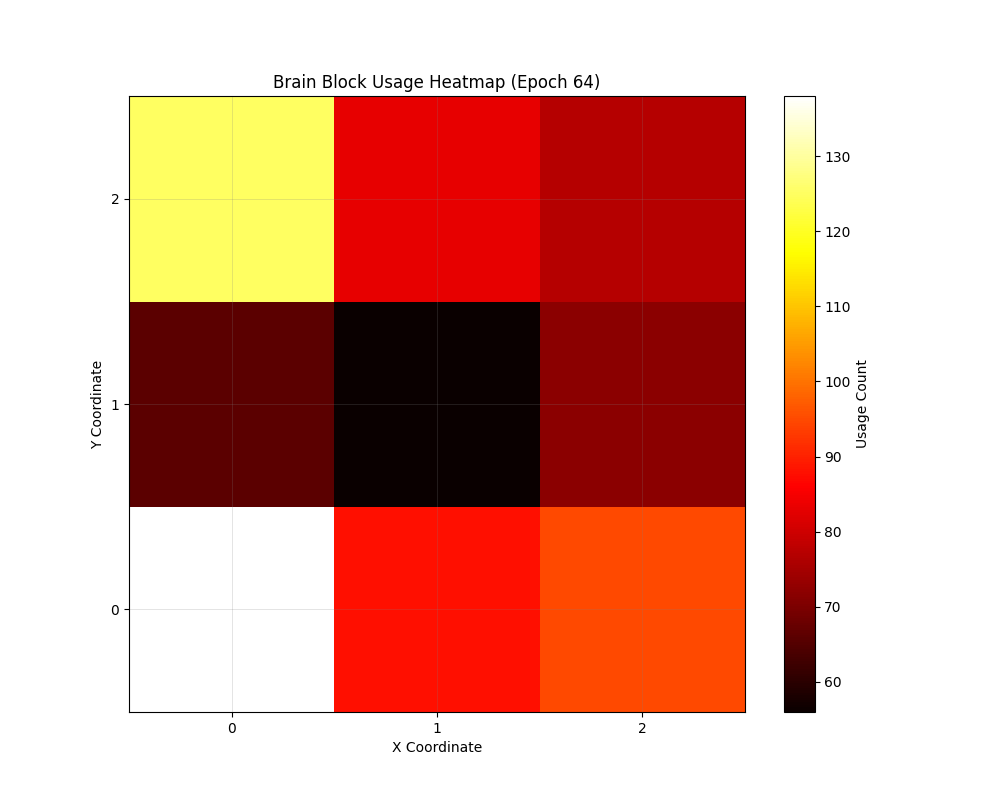 Brain Block Usage Heatmap (Epoch 64)
2
1
0
Y Coordinate
0 1 2
X Coordinate
130
120
110
100
90
80
70
60
Usage Count